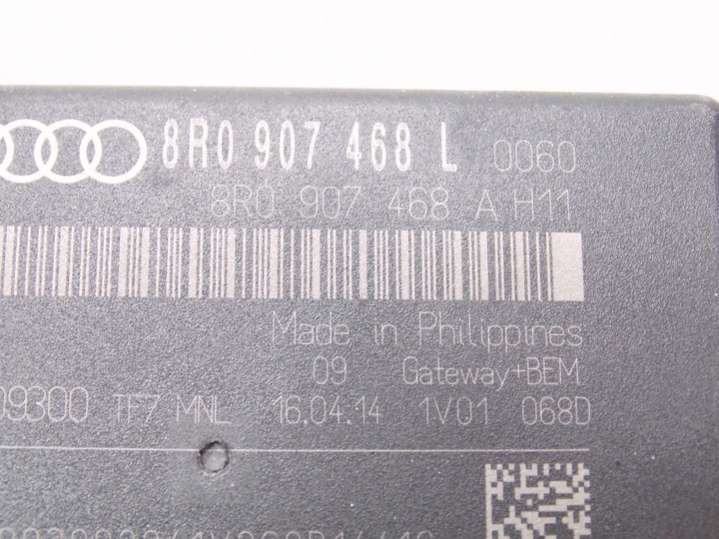 8R0 907 468 L 0060
8R0 907 468 A H11
Made in Philippines
09 Gateway+BEM
09300 TF7 MNL 16.04.14 1V01 068D